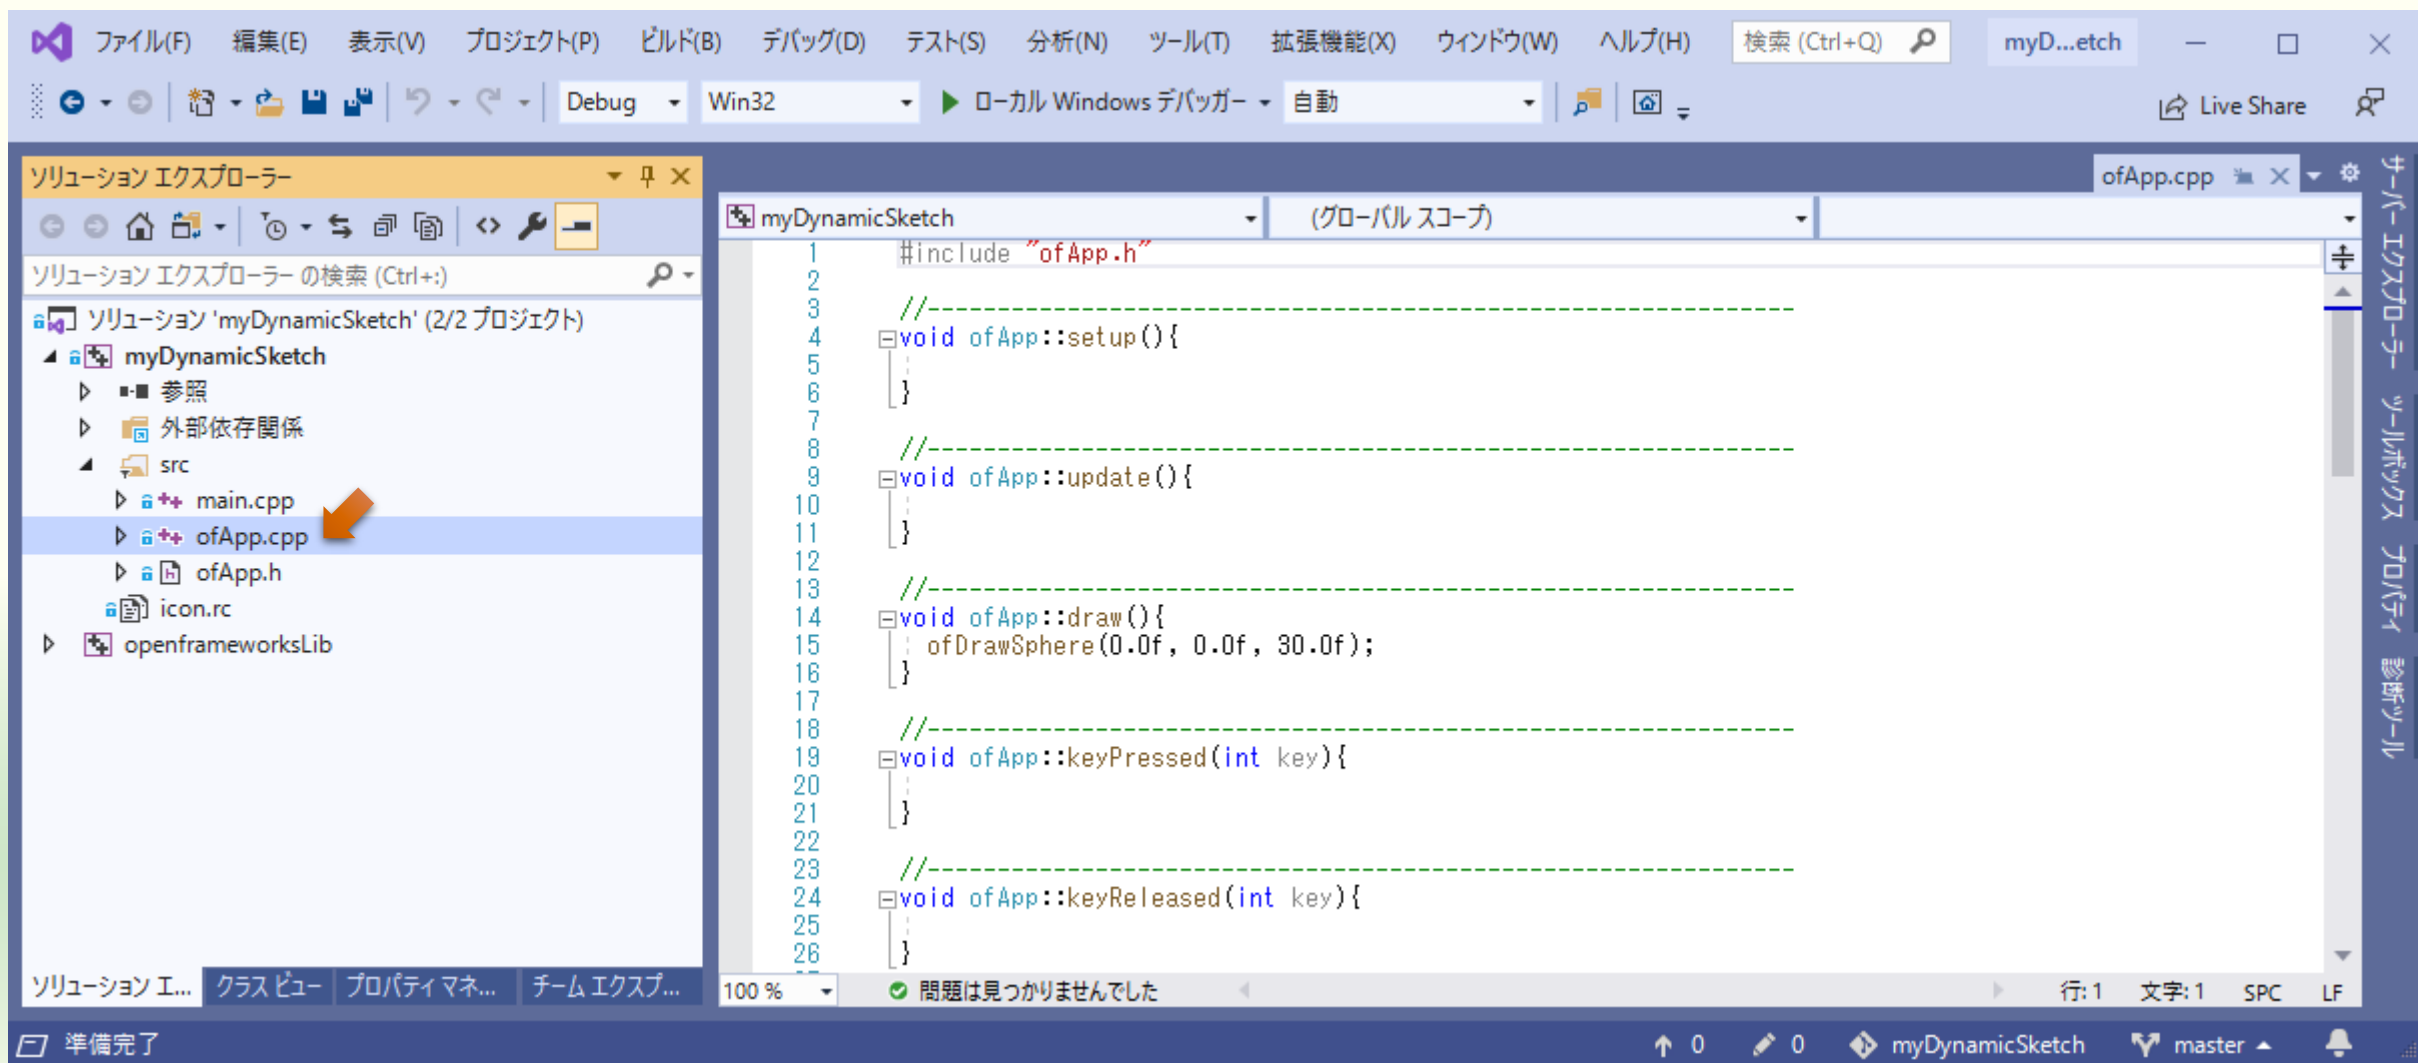 ファイル(F) 編集(E) 表示(V) プロジェクト(P) ビルド(B) デバッグ(D) テスト(S) 分析(N) ツール(T) 拡張機能(X) ウィンドウ(W) ヘルプ(H) 検索 (Ctrl+Q) myD...etch
Debug Win32 ローカル Windows デバッガー 自動 Live Share
ソリューション エクスプローラー
ソリューション エクスプローラー の検索 (Ctrl+:)
ソリューション 'myDynamicSketch' (2/2 プロジェクト)
myDynamicSketch
参照
外部依存関係
src
main.cpp
ofApp.cpp
ofApp.h
icon.rc
openframeworksLib
ソリューション エ... クラス ビュー プロパティ マネ... チーム エクスプ...
ofApp.cpp
myDynamicSketch (グローバル スコープ)
1 #include "ofApp.h"
2
3 //--------------------------------------------------------------
4 void ofApp::setup(){
5
6 }
7
8 //--------------------------------------------------------------
9 void ofApp::update(){
10
11 }
12
13 //--------------------------------------------------------------
14 void ofApp::draw(){
15 ofDrawSphere(0.0f, 0.0f, 30.0f);
16 }
17
18 //--------------------------------------------------------------
19 void ofApp::keyPressed(int key){
20
21 }
22
23 //--------------------------------------------------------------
24 void ofApp::keyReleased(int key){
25
26 }
100 % 問題は見つかりませんでした 行: 1 文字: 1 SPC LF
サーバー エクスプローラー
ツールボックス
プロパティ
診断ツール
準備完了 0 0 myDynamicSketch master